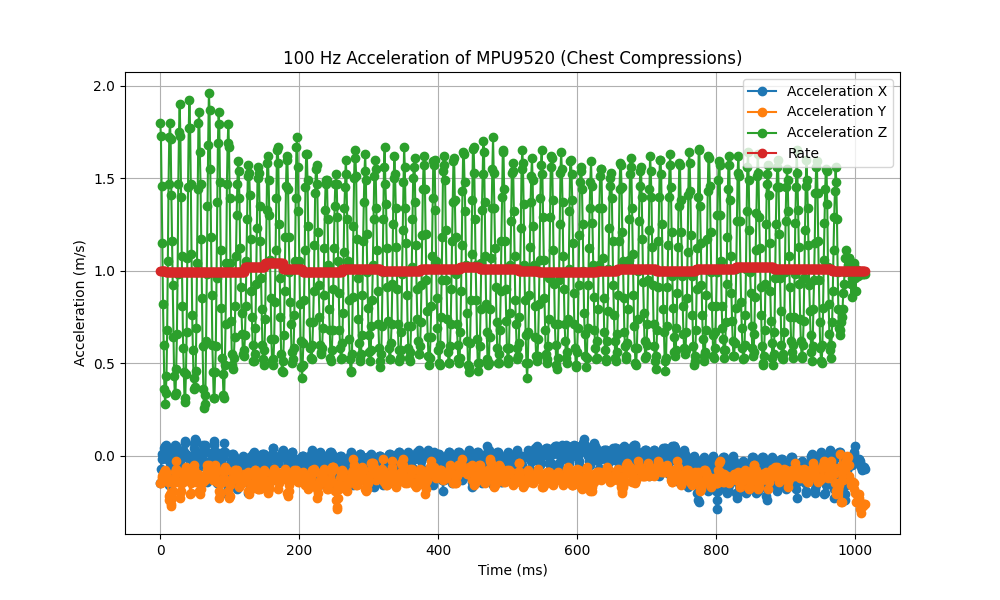 100 Hz Acceleration of MPU9520 (Chest Compressions)
Acceleration X
Acceleration Y
Acceleration Z
Rate
2.0
1.5
1.0
0.5
0.0
Acceleration (m/s)
0
200
400
600
800
1000
Time (ms)